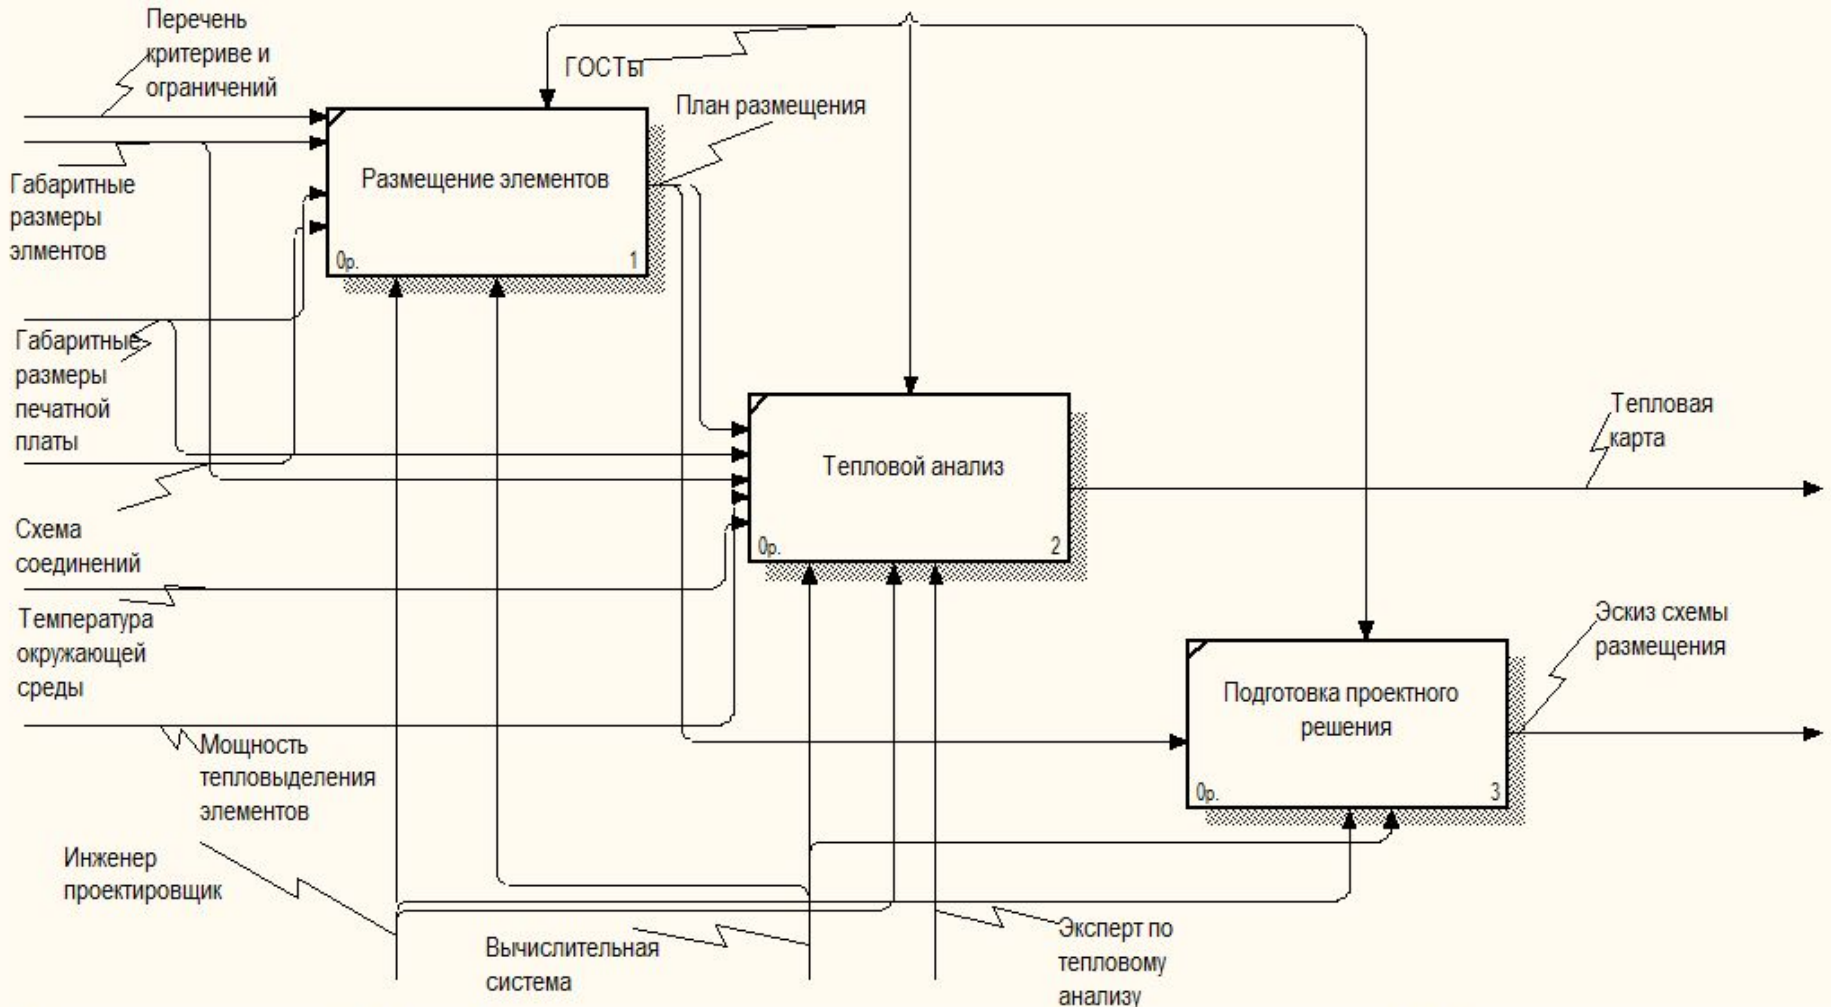 Перечень
критериве и
ограничений
ГОСТы
План размещения
Размещение элементов
0р.
1
Габаритные
размеры
элментов
Габаритные
размеры
печатной
платы
Тепловой анализ
0р.
2
Тепловая
карта
Схема
соединений
Температура
окружающей
среды
Эскиз схемы
размещения
Подготовка проектного
решения
0р.
3
Мощность
тепловыделения
элементов
Инженер
проектировщик
Вычислительная
система
Эксперт по
тепловому
анализу